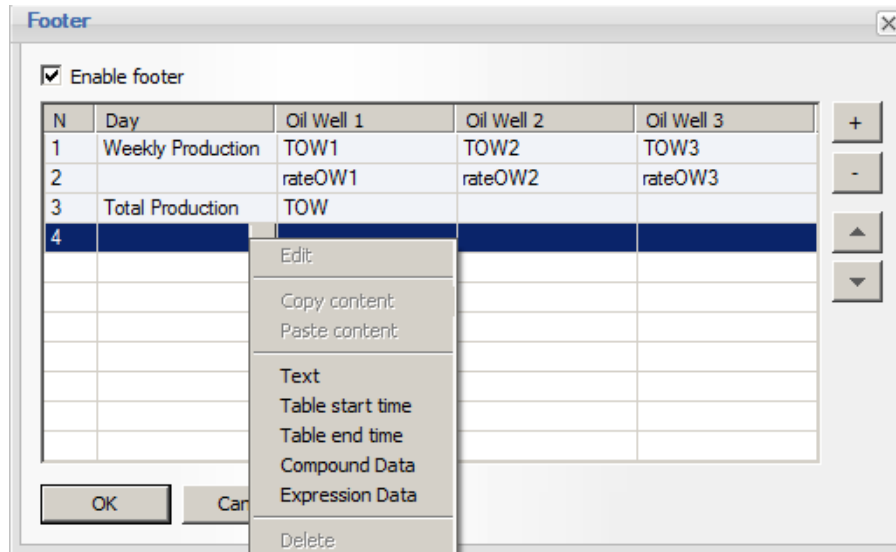 Footer
Enable footer
N Day Oil Well 1 Oil Well 2 Oil Well 3
1 Weekly Production TOW1 TOW2 TOW3
2 rateOW1 rateOW2 rateOW3
3 Total Production TOW
4
+
-
Edit
Copy content
Paste content
Text
Table start time
Table end time
Compound Data
Expression Data
Delete
OK Can